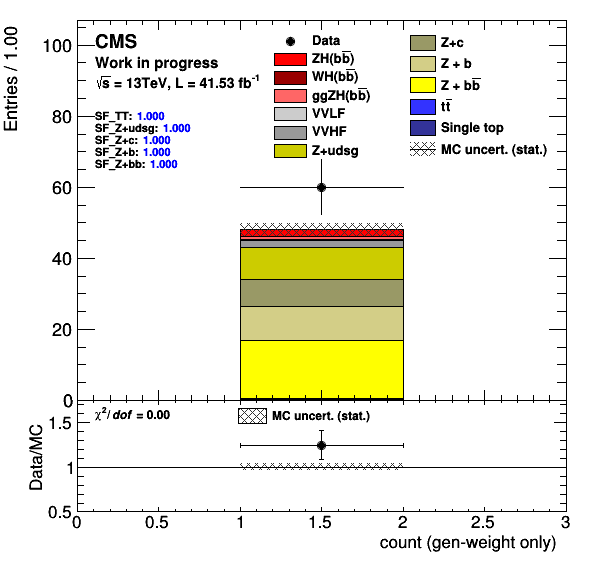 CMS
Work in progress
√s = 13TeV, L = 41.53 fb⁻¹
SF_TT: 1.000
SF_Z+udsg: 1.000
SF_Z+c: 1.000
SF_Z+b: 1.000
SF_Z+bb: 1.000
Data
ZH(bb̅)
WH(bb̅)
ggZH(bb̅)
VVLF
VVHF
Z+udsg
Z+c
Z + b
Z + bb̅
tt̅
Single top
MC uncert. (stat.)
Entries / 1.00
100
80
60
40
20
0
χ²/dof = 0.00
MC uncert. (stat.)
Data/MC
1.5
1
0.5
0 0.5 1 1.5 2 2.5 3
count (gen-weight only)